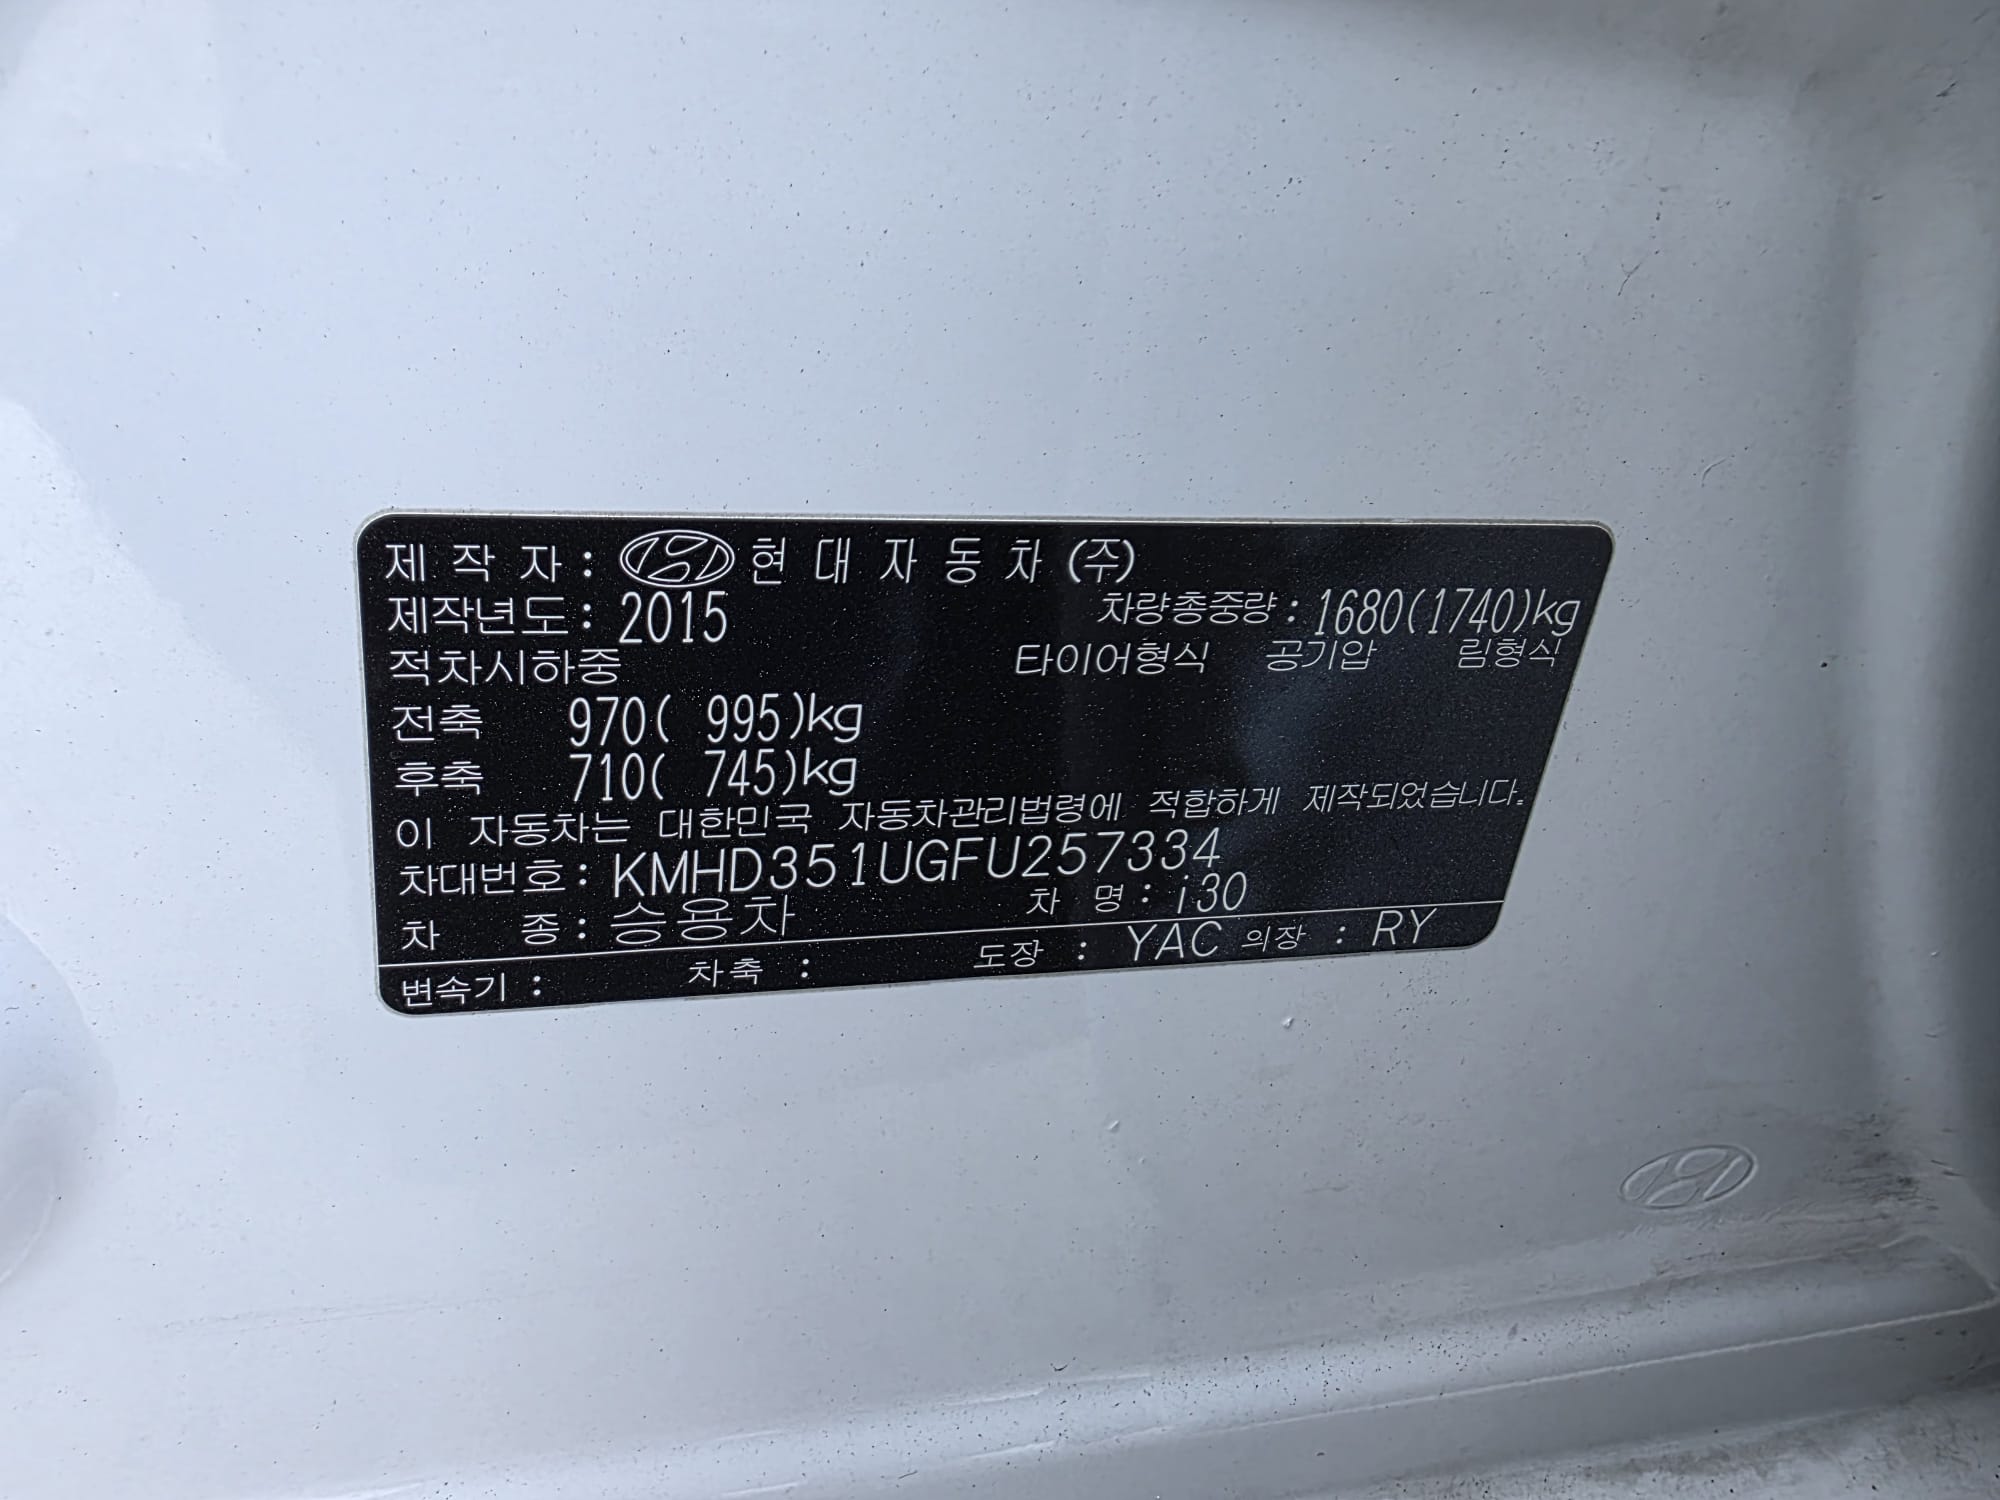 제 작 자 : 현 대 자 동 차 (주)
제작년도 : 2015 차량총중량 : 1680(1740)kg
적차시하중 타이어형식 공기압 림형식
전축 970( 995)kg
후축 710( 745)kg
이 자동차는 대한민국 자동차관리법령에 적합하게 제작되었습니다.
차대번호 : KMHD351UGFU257334
차 종 : 승용차 차 명 : i30
변속기 : 차축 : 도장 : YAC 의장 : RY